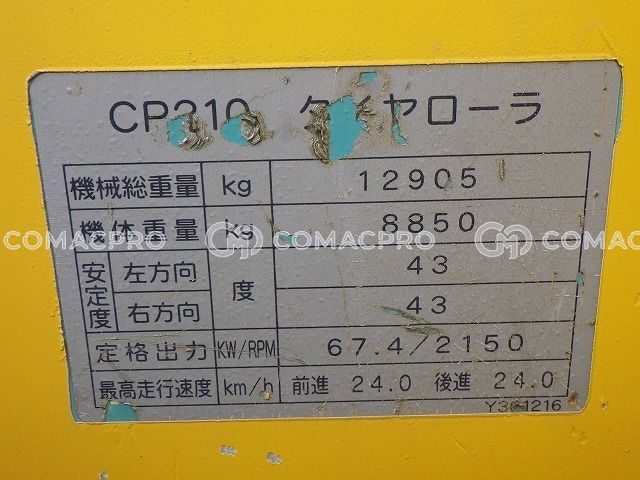 CP210 タイヤローラ
機械総重量 kg 12905
機体重量 kg 8850
安定度 左方向 度 43
右方向 43
定格出力 KW/RPM 67.4/2150
最高走行速度 km/h 前進 24.0 後進 24.0
COMACPRO COMACPRO COMACPRO